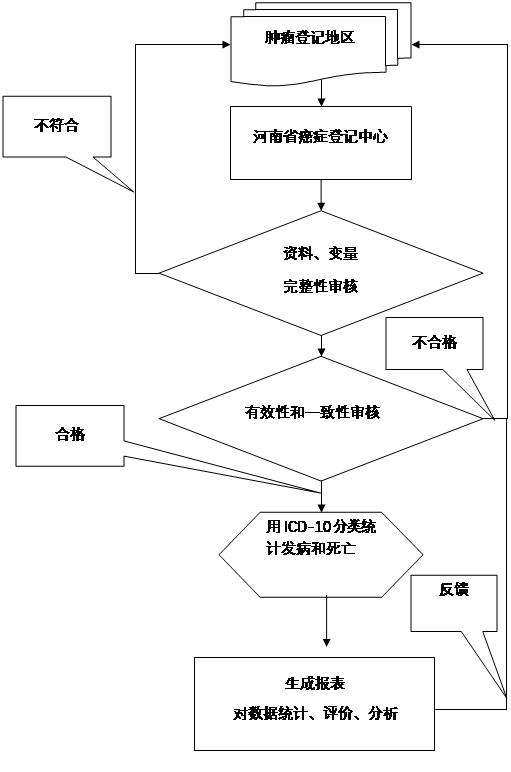 肿瘤登记地区
不符合
河南省癌症登记中心
资料、变量
完整性审核
不合格
有效性和一致性审核
合格
用ICD-10分类统
计发病和死亡
反馈
生成报表
对数据统计、评价、分析